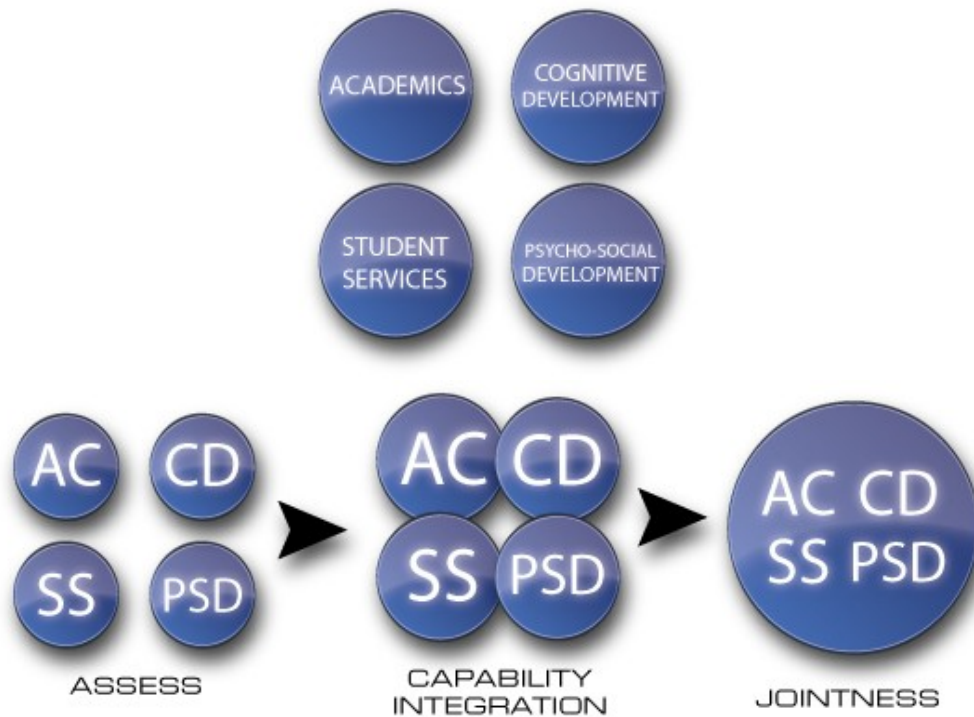 ACADEMICS
COGNITIVE
DEVELOPMENT
STUDENT
SERVICES
PSYCHO-SOCIAL
DEVELOPMENT
AC CD
SS PSD
ASSESS
AC CD
SS PSD
CAPABILITY
INTEGRATION
AC CD
SS PSD
JOINTNESS